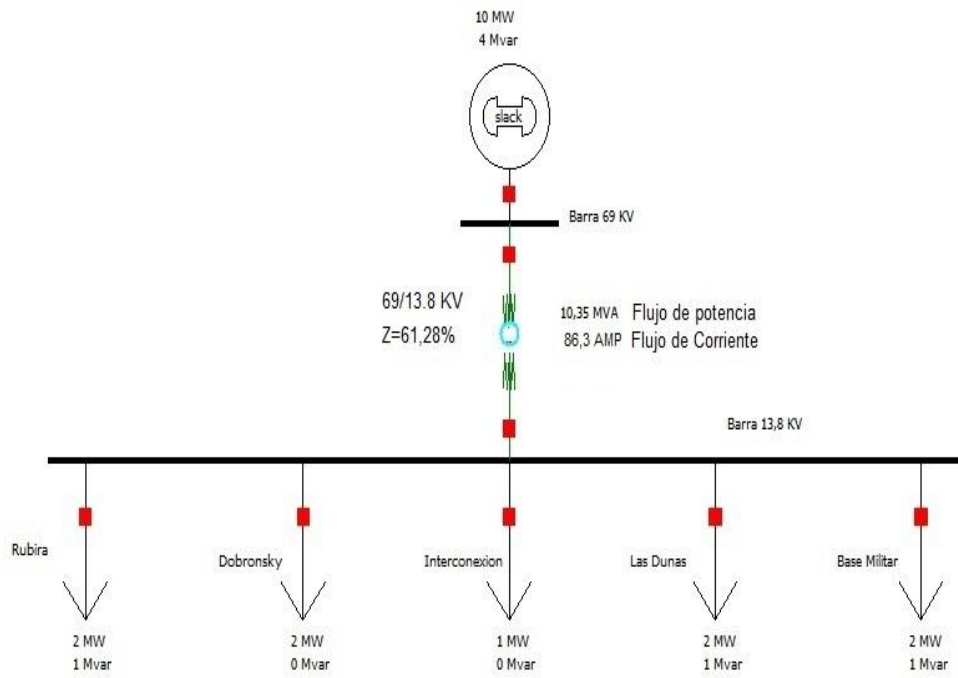 10 MW
4 Mvar
slack
Barra 69 KV
69/13.8 KV
Z=61,28%
10,35 MVA Flujo de potencia
86,3 AMP Flujo de Corriente
Barra 13,8 KV
Rubira
Dobronsky
Interconexion
Las Dunas
Base Militar
2 MW
1 Mvar
2 MW
0 Mvar
1 MW
0 Mvar
2 MW
1 Mvar
2 MW
1 Mvar